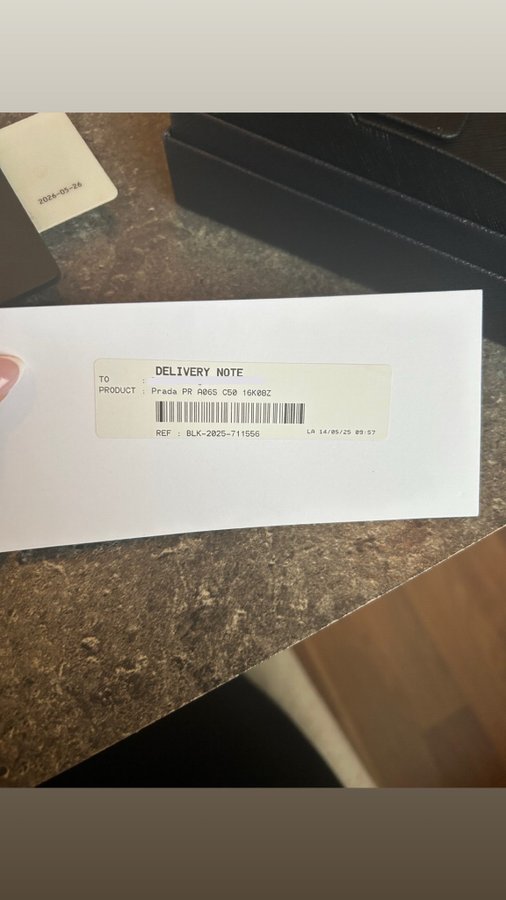 2026-05-26
DELIVERY NOTE
TO :
PRODUCT : Prada PR A06S C50 16K08Z
REF : BLK-2025-711556
LA 14/05/25 09:57